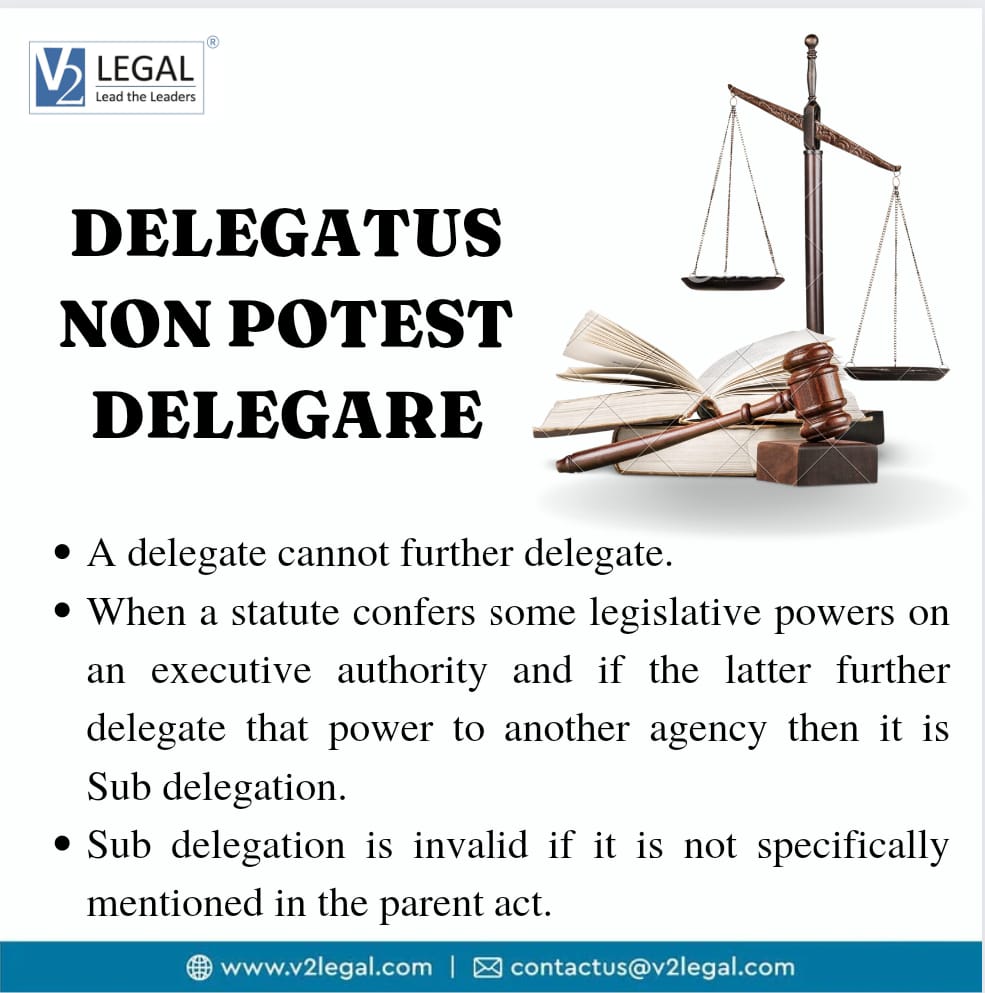 V2 LEGAL ®
Lead the Leaders
DELEGATUS
NON POTEST
DELEGARE
• A delegate cannot further delegate.
• When a statute confers some legislative powers on
an executive authority and if the latter further
delegate that power to another agency then it is
Sub delegation.
• Sub delegation is invalid if it is not specifically
mentioned in the parent act.
www.v2legal.com | contactus@v2legal.com